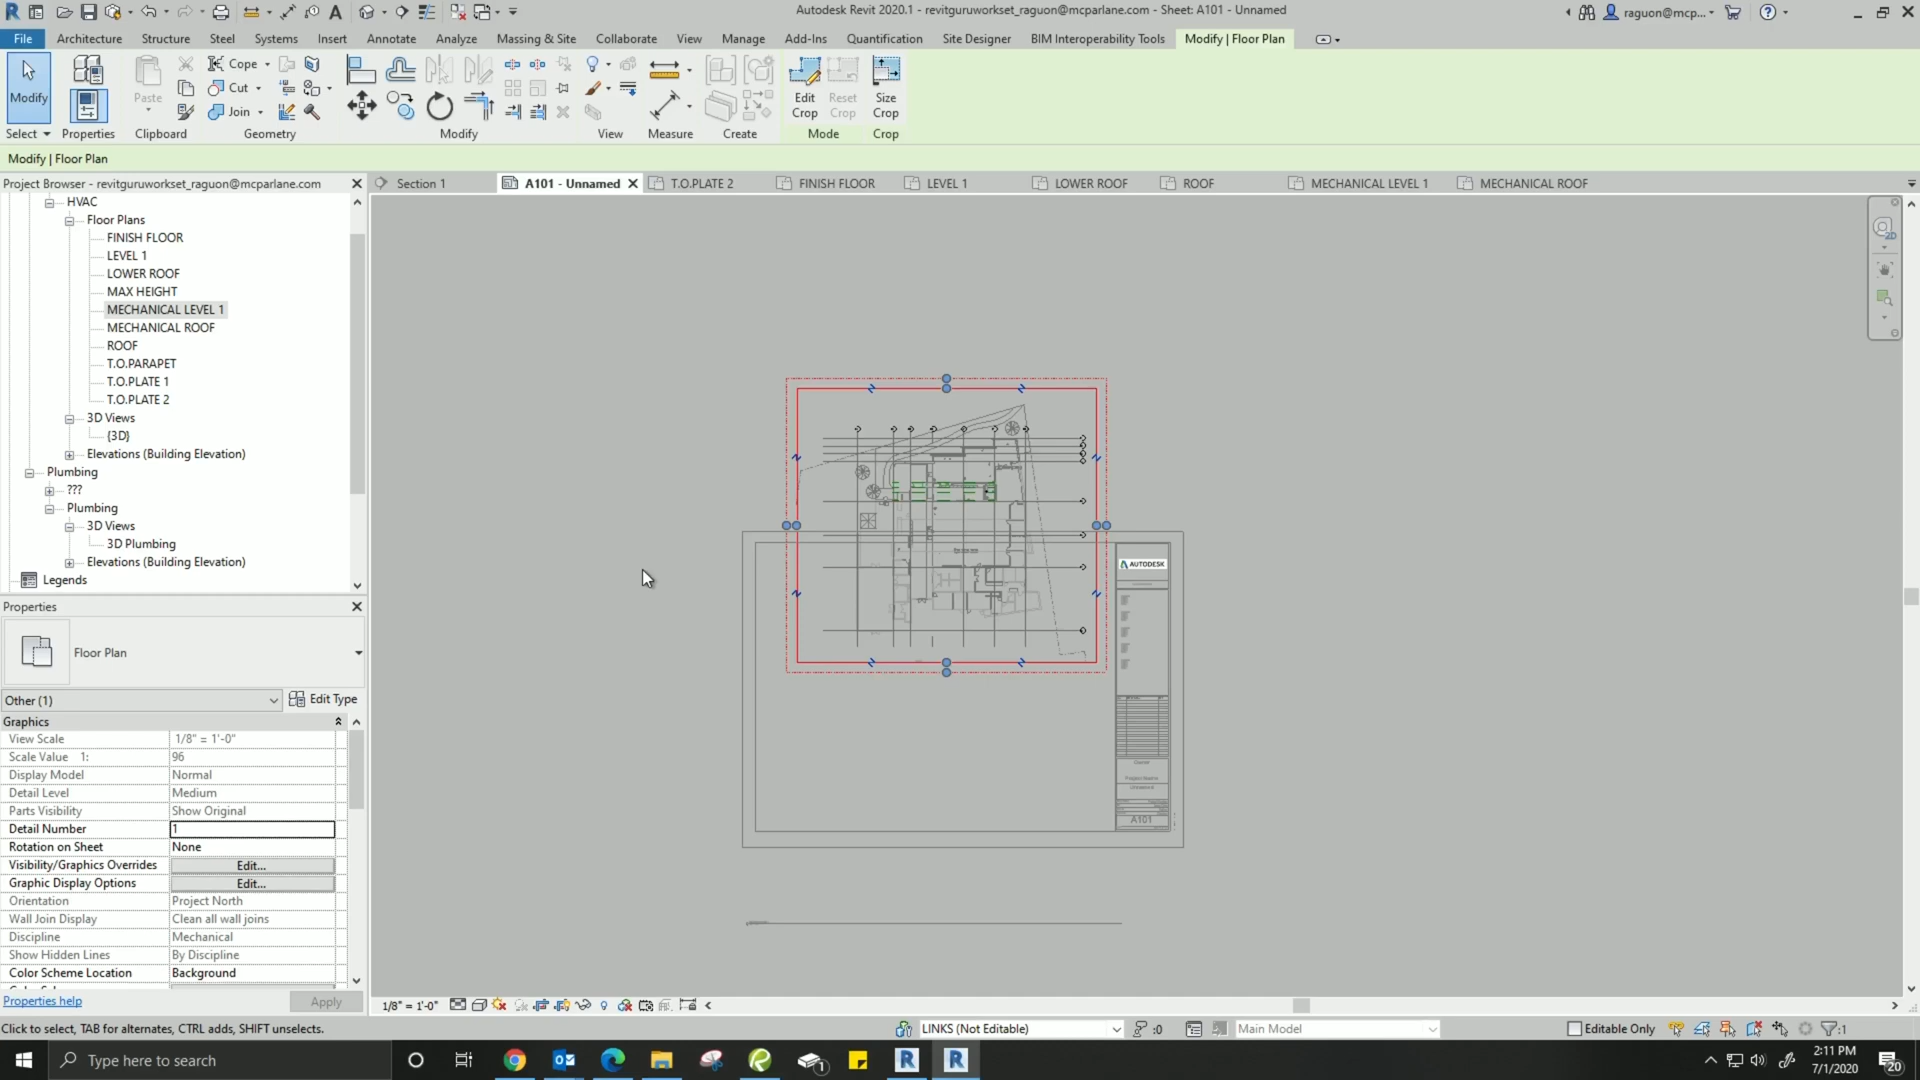 Autodesk Revit 2020.1 - revitguruworkset_raguon@mcparlane.com - Sheet: A101 - Unnamed
raguon@mcp...
File Architecture Structure Steel Systems Insert Annotate Analyze Massing & Site Collaborate View Manage Add-Ins Quantification Site Designer BIM Interoperability Tools Modify | Floor Plan
Modify
Paste
Cope
Cut
Join
Edit Crop
Reset Crop
Size Crop
Select Properties Clipboard Geometry Modify View Measure Create Mode Crop
Modify | Floor Plan
Project Browser - revitguruworkset_raguon@mcparlane.com
Section 1 A101 - Unnamed T.O.PLATE 2 FINISH FLOOR LEVEL 1 LOWER ROOF ROOF MECHANICAL LEVEL 1 MECHANICAL ROOF
HVAC
Floor Plans
FINISH FLOOR
LEVEL 1
LOWER ROOF
MAX HEIGHT
MECHANICAL LEVEL 1
MECHANICAL ROOF
ROOF
T.O.PARAPET
T.O.PLATE 1
T.O.PLATE 2
3D Views
{3D}
Elevations (Building Elevation)
Plumbing
???
Plumbing
3D Views
3D Plumbing
Elevations (Building Elevation)
Legends
2D
AUTODESK
A101
Properties
Floor Plan
Other (1) Edit Type
Graphics
View Scale 1/8" = 1'-0"
Scale Value 1: 96
Display Model Normal
Detail Level Medium
Parts Visibility Show Original
Detail Number 1
Rotation on Sheet None
Visibility/Graphics Overrides Edit...
Graphic Display Options Edit...
Orientation Project North
Wall Join Display Clean all wall joins
Discipline Mechanical
Show Hidden Lines By Discipline
Color Scheme Location Background
Properties help Apply
1/8" = 1'-0"
Click to select, TAB for alternates, CTRL adds, SHIFT unselects.
LINKS (Not Editable) :0 Main Model Editable Only :1
Type here to search
1
2:11 PM
7/1/2020
20